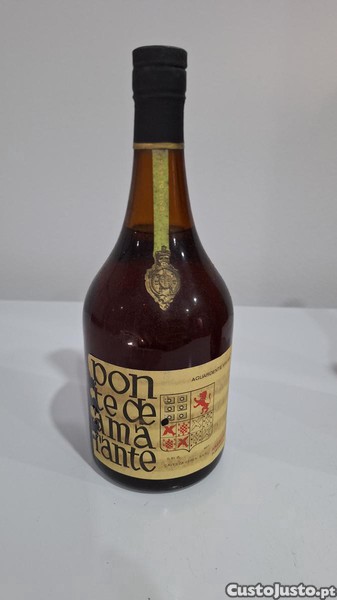 pon
te de
ama
rante
AGUARDENTE
CustoJusto.pt